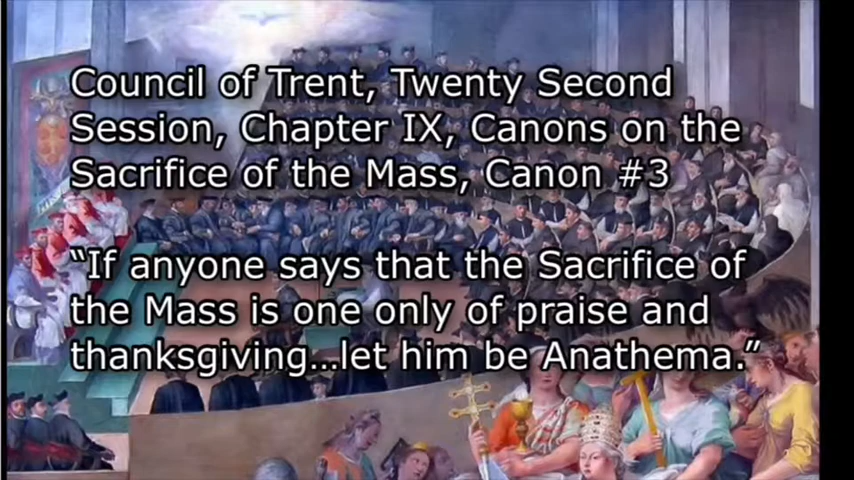 Council of Trent, Twenty Second
Session, Chapter IX, Canons on the
Sacrifice of the Mass, Canon #3
“If anyone says that the Sacrifice of
the Mass is one only of praise and
thanksgiving...let him be Anathema.”